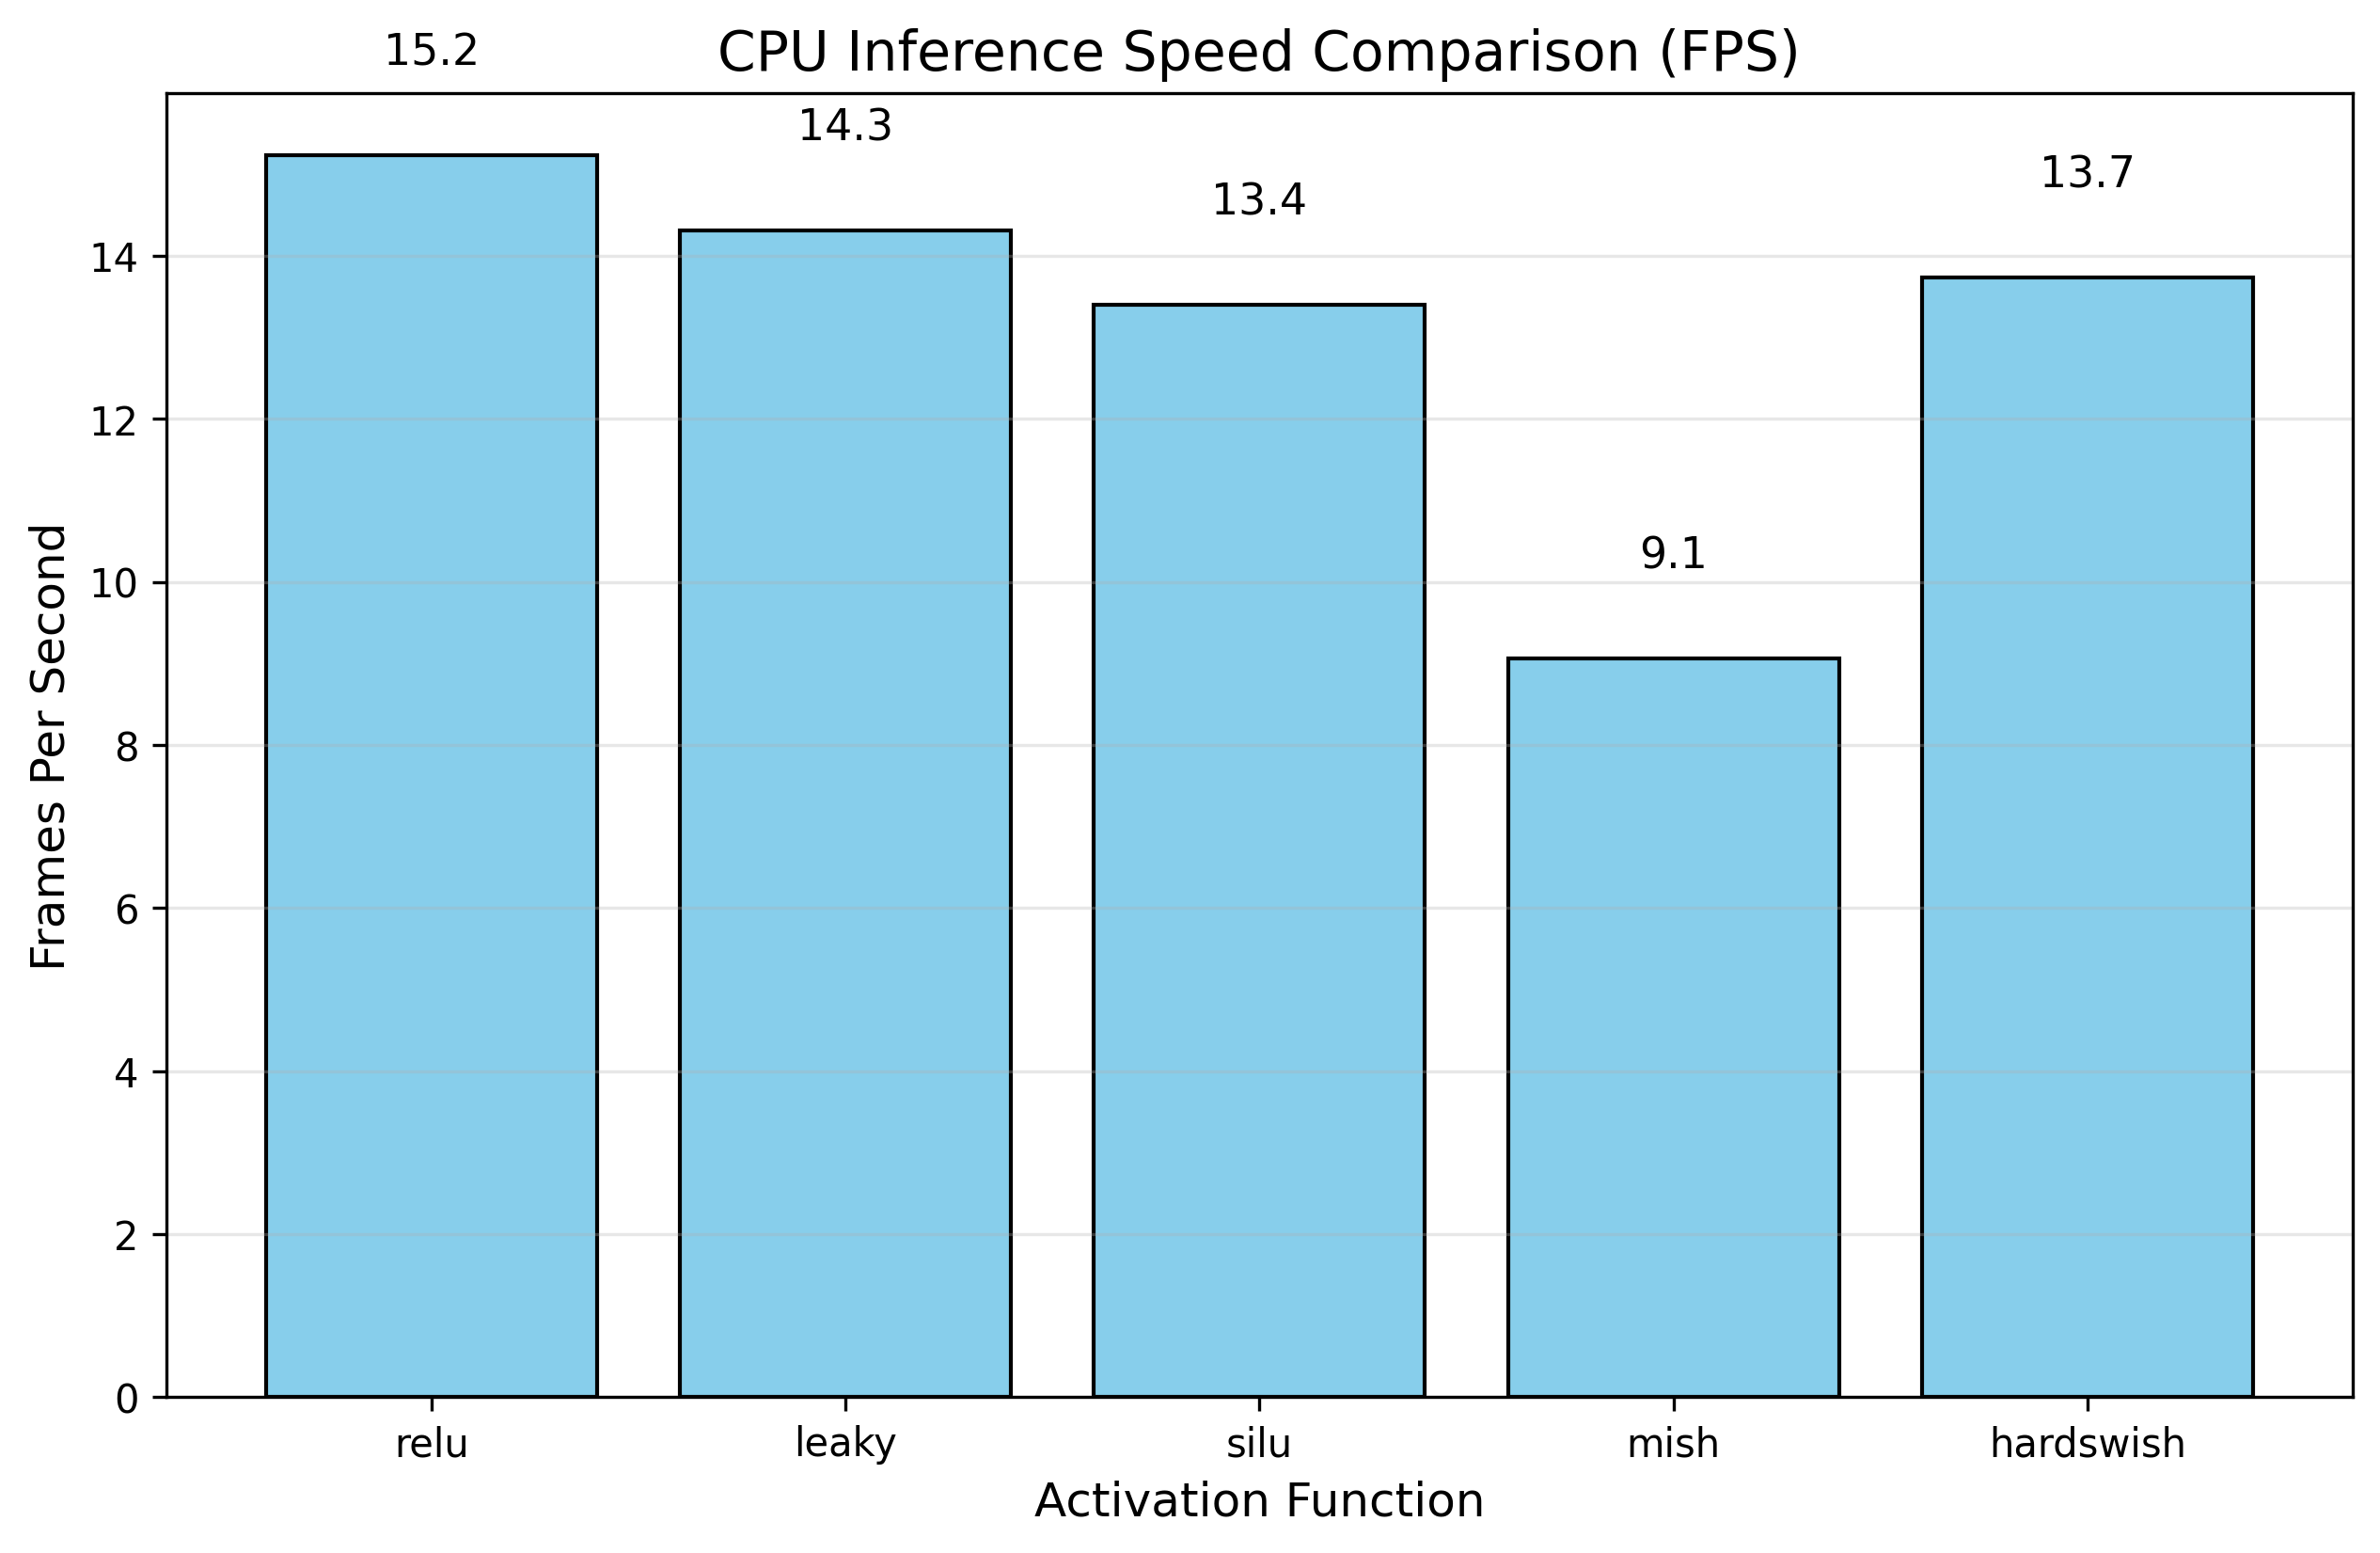 CPU Inference Speed Comparison (FPS)
15.2
14.3
13.4
9.1
13.7
Frames Per Second
14
12
10
8
6
4
2
0
relu
leaky
silu
mish
hardswish
Activation Function